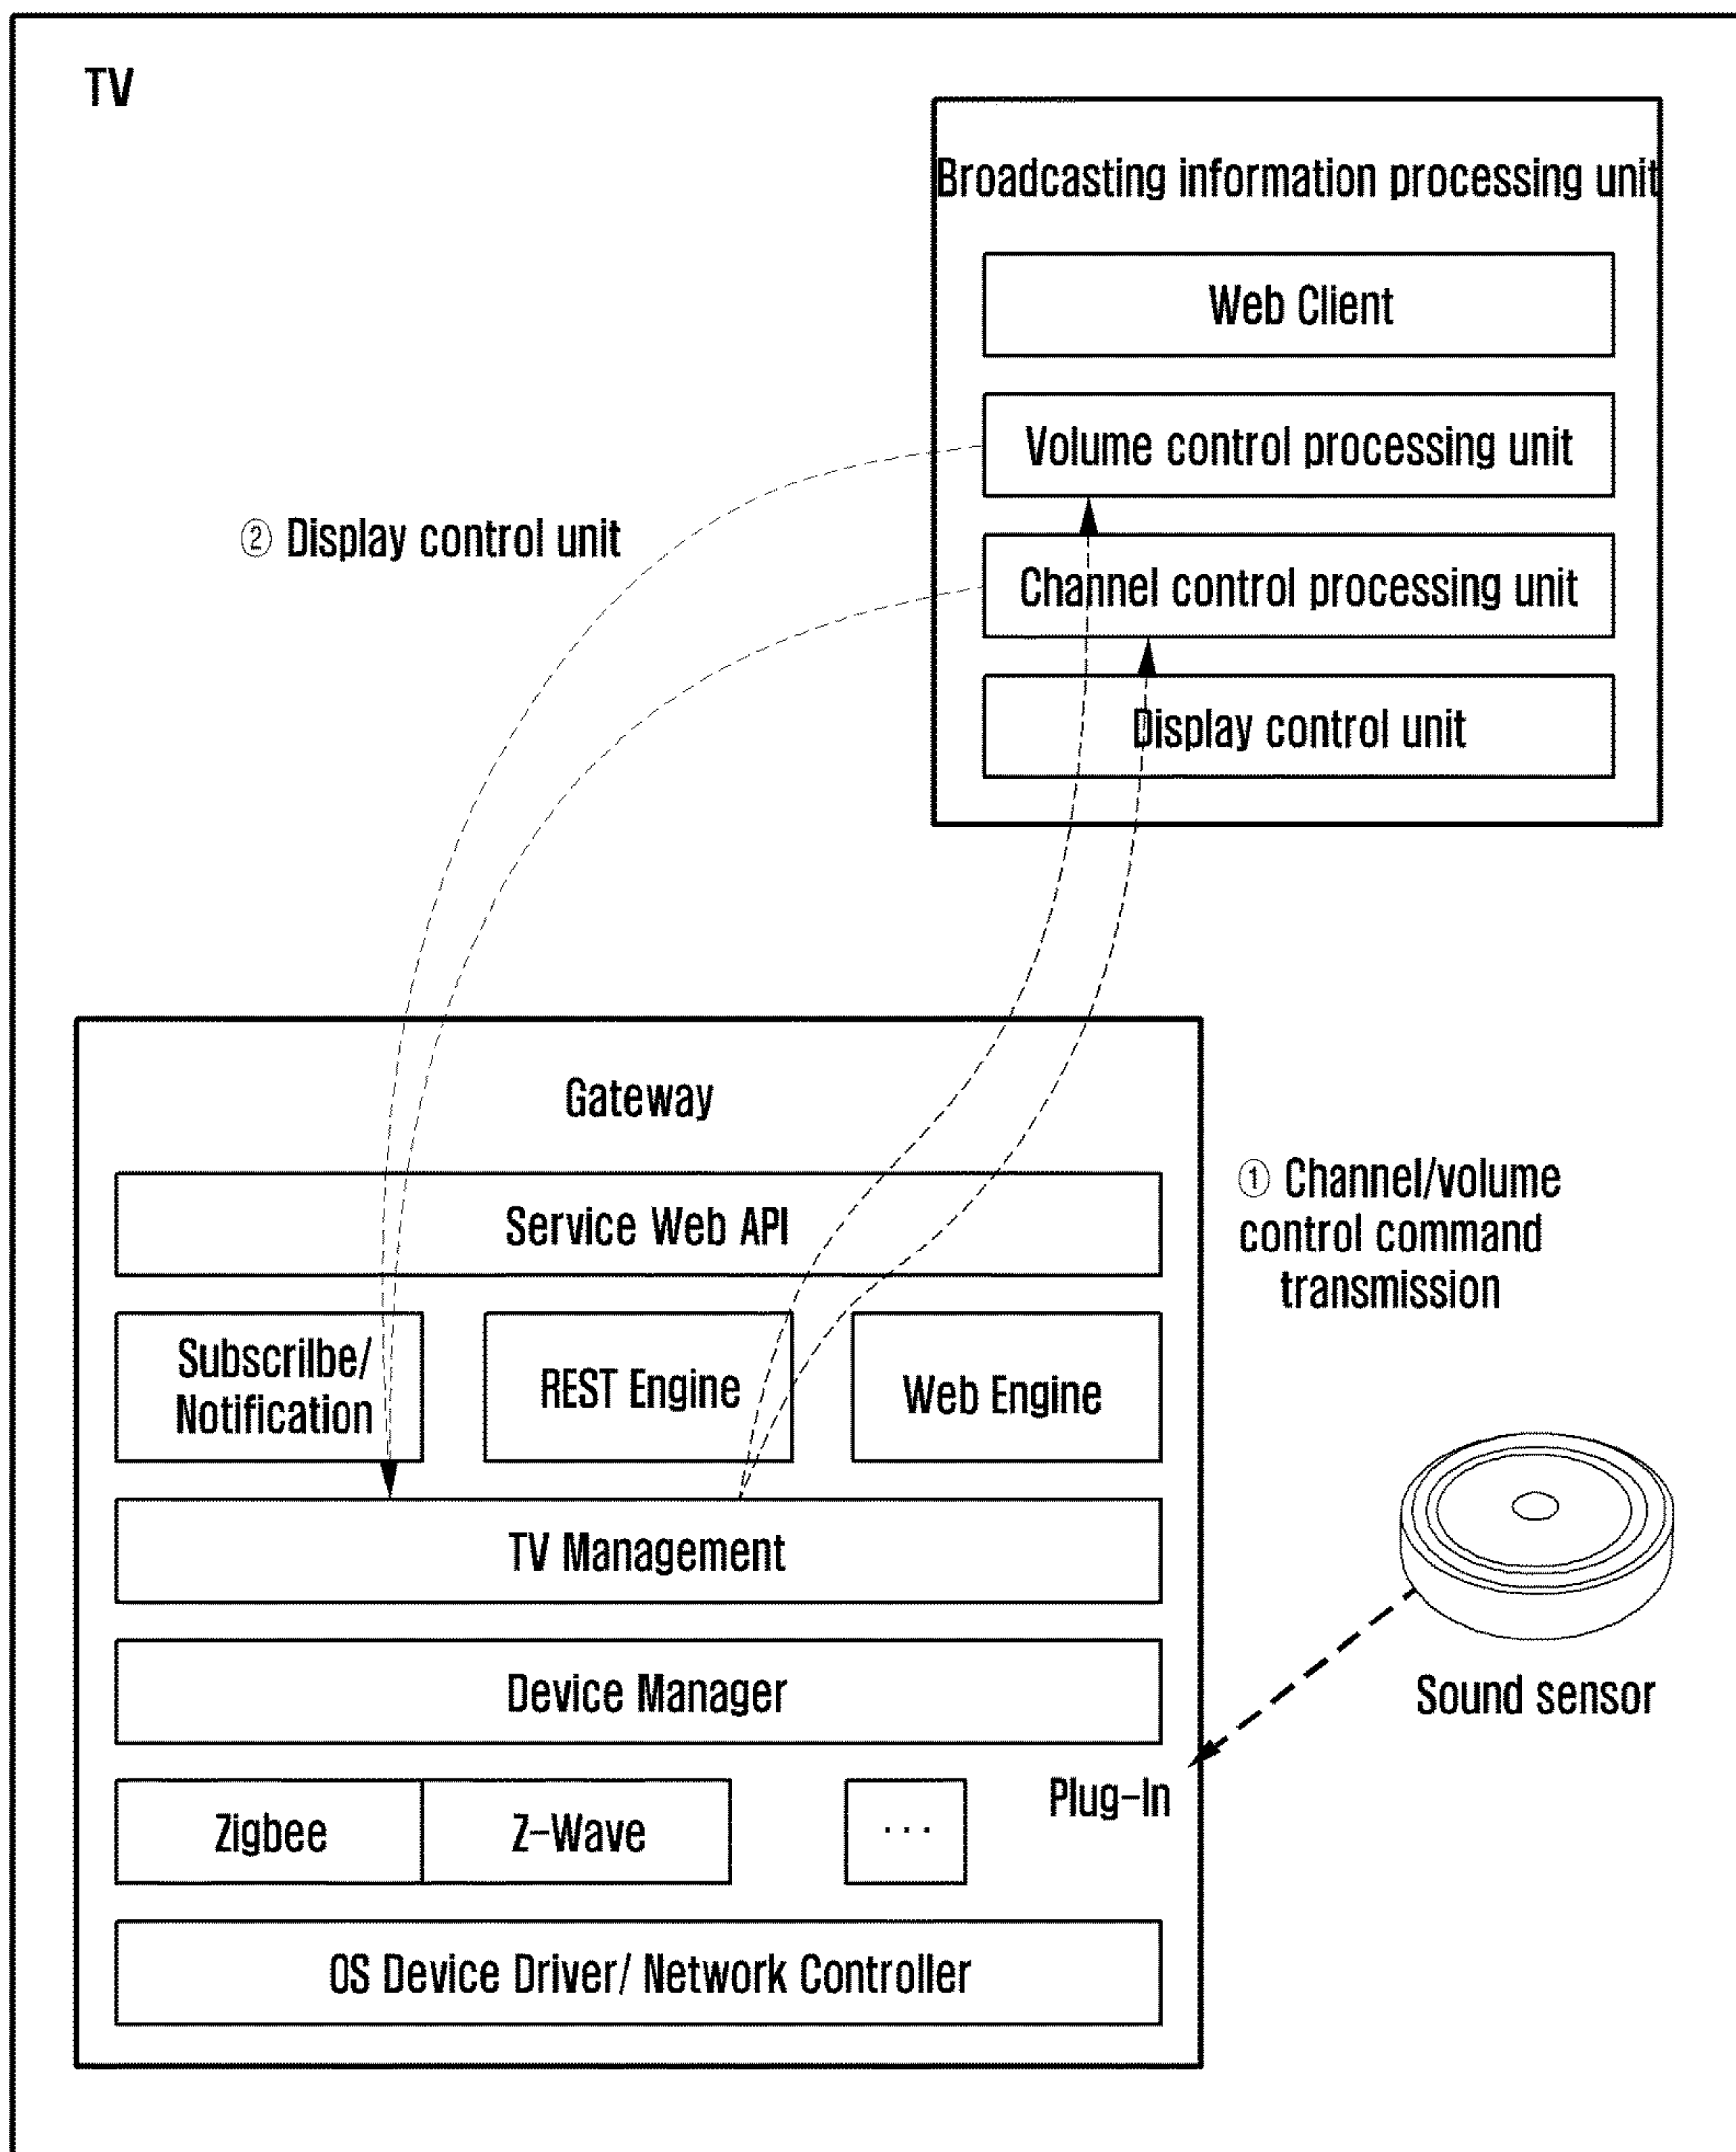 TV
Broadcasting information processing unit
Web Client
Volume control processing unit
② Display control unit
Channel control processing unit
Display control unit
Gateway
Service Web API
① Channel/volume
control command
transmission
Subscrilbe/
Notification
REST Engine
Web Engine
TV Management
Device Manager
Sound sensor
Plug-In
Zigbee
Z-Wave
...
OS Device Driver/ Network Controller